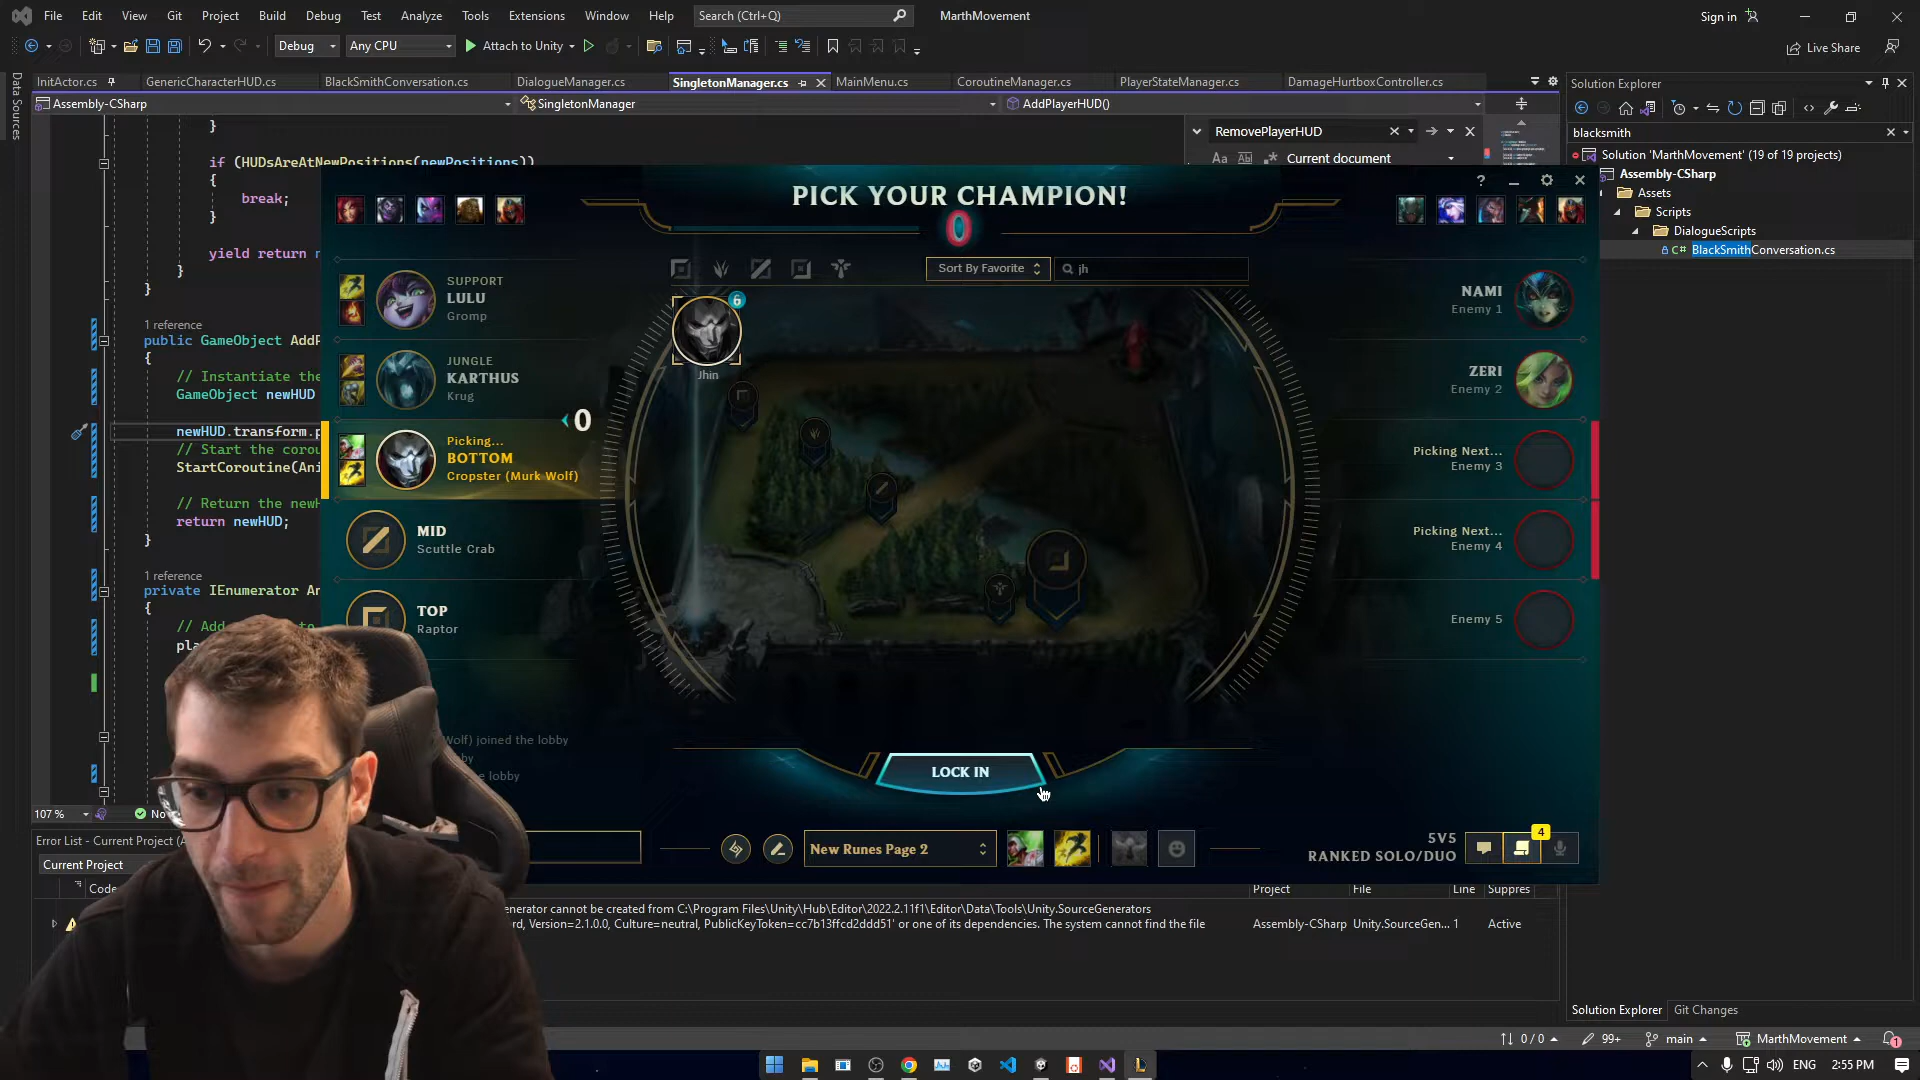 File Edit View Git Project Build Debug Test Analyze Tools Extensions Window Help Search (Ctrl+Q) MarthMovement Sign in
Debug Any CPU Attach to Unity Live Share
InitActor.cs GenericCharacterHUD.cs BlackSmithConversation.cs DialogueManager.cs SingletonManager.cs MainMenu.cs CoroutineManager.cs PlayerStateManager.cs DamageHurtboxController.cs
Solution Explorer
Data Sources
Assembly-CSharp SingletonManager AddPlayerHUD()
}
RemovePlayerHUD
blacksmith
if (HUDsAreAtNewPositions(newPositions))
Aa Ab Current document
Solution 'MarthMovement' (19 of 19 projects)
{
Assembly-CSharp
break;
Assets
}
Scripts
yield return n
DialogueScripts
}
C# BlackSmithConversation.cs
}
1 reference
public GameObject AddP
{
// Instantiate the
GameObject newHUD
newHUD.transform.p
// Start the corou
StartCoroutine(Ani
// Return the newH
return newHUD;
}
1 reference
private IEnumerator An
{
// Ad
pla
PICK YOUR CHAMPION!
0
?
Sort By Favorite jh
6
Jhin
SUPPORT
LULU
Gromp
JUNGLE
KARTHUS
Krug
0
Picking...
BOTTOM
Cropster (Murk Wolf)
MID
Scuttle Crab
TOP
Raptor
NAMI
Enemy 1
ZERI
Enemy 2
Picking Next...
Enemy 3
Picking Next...
Enemy 4
Enemy 5
Wolf) joined the lobby
LOCK IN
New Runes Page 2
5V5
RANKED SOLO/DUO
4
107 % No
Error List - Current Project (A
Current Project
Code Project File Line Suppres
enerator cannot be created from C:\Program Files\Unity\Hub\Editor\2022.2.11f1\Editor\Data\Tools\Unity.SourceGenerators
rd, Version=2.1.0.0, Culture=neutral, PublicKeyToken=cc7b13ffcd2ddd51' or one of its dependencies. The system cannot find the file Assembly-CSharp Unity.SourceGen... 1 Active
Solution Explorer Git Changes
0 / 0 99+ main MarthMovement 1
ENG 2:55 PM